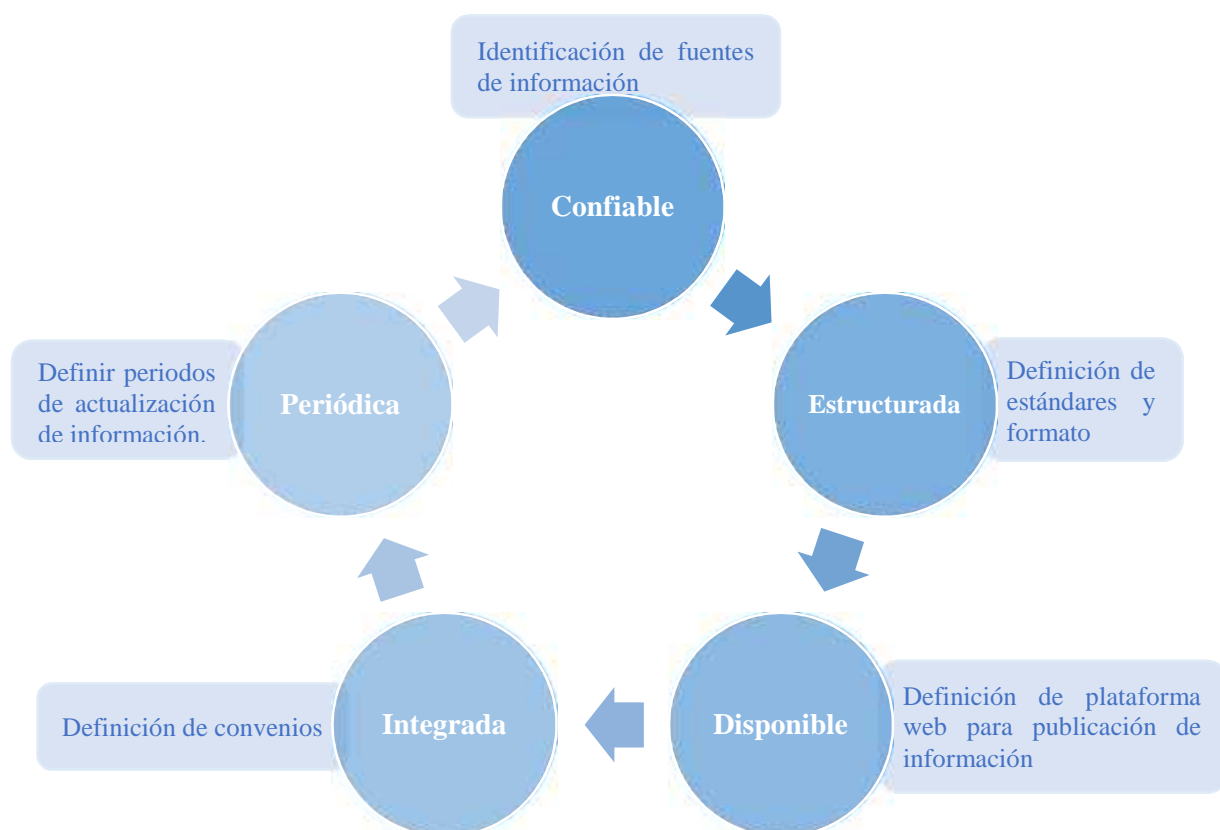 Identificación de fuentes
de información
Confiable
Estructurada
Definición de
estándares y
formato
Disponible
Definición de plataforma
web para publicación de
información
Integrada
Definición de convenios
Periódica
Definir periodos
de actualización
de información.